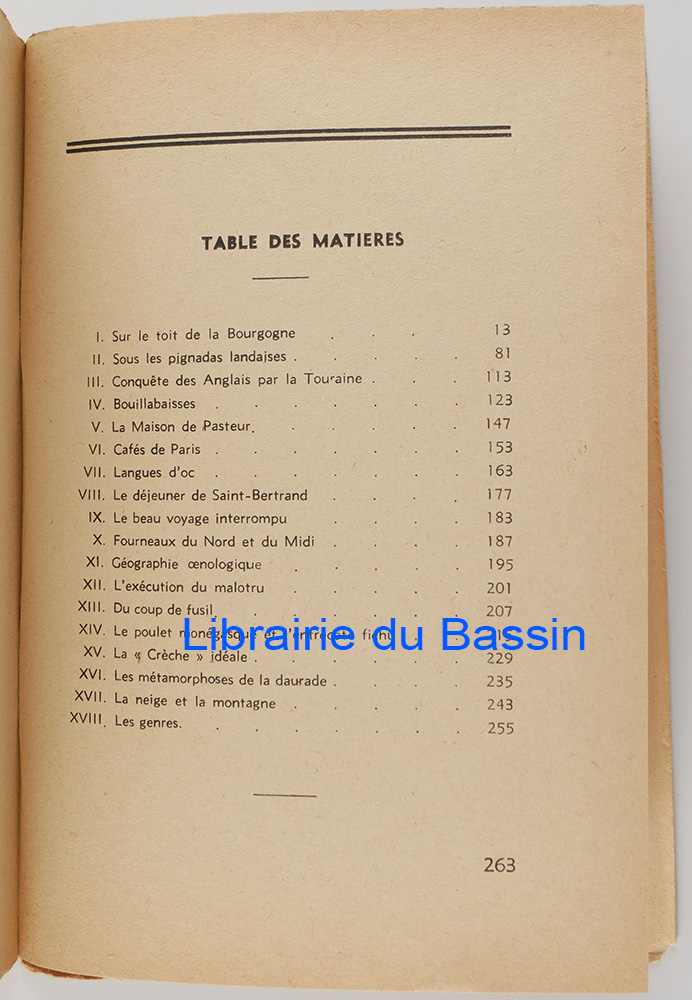 TABLE DES MATIERES
I. Sur le toit de la Bourgogne . . . 13
II. Sous les pignadas landaises . . . . . 81
III. Conquête des Anglais par la Touraine . . . 113
IV. Bouillabaisses . . . . . . 123
V. La Maison de Pasteur. . . . . . 147
VI. Cafés de Paris . . . . . . 153
VII. Langues d'oc . . . . . . 163
VIII. Le déjeuner de Saint-Bertrand . . . . 177
IX. Le beau voyage interrompu . . . . 183
X. Fourneaux du Nord et du Midi . . . . 187
XI. Géographie œnologique . . . . . 195
XII. L'exécution du malotru . . . . . 201
XIII. Du coup de fusil. . . . . . 207
XIV. Le poulet monégasque et l'entrecôte
Librairie du Bassin
XV. La « Crèche » idéale . . . . . 229
XVI. Les métamorphoses de la daurade . . . . 235
XVII. La neige et la montagne . . . . . 243
XVIII. Les genres. . . . . . . . 255
263